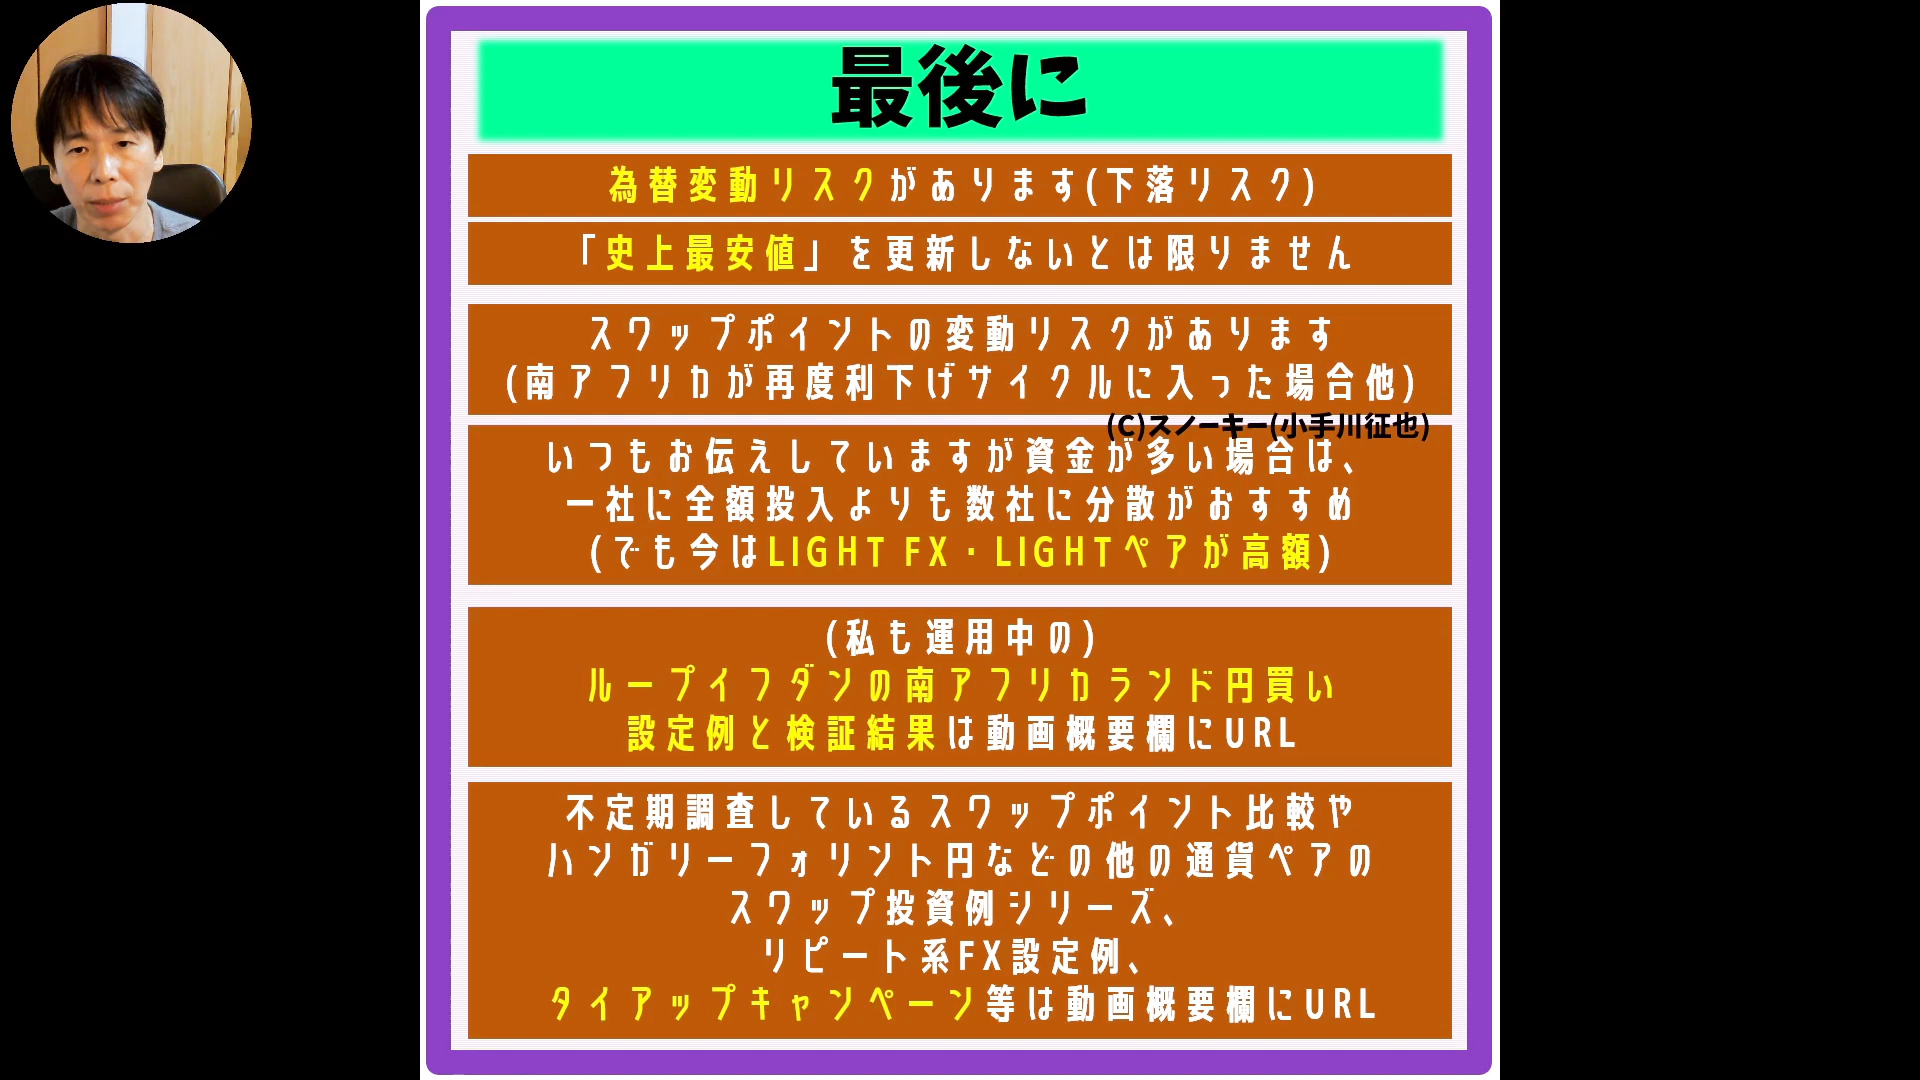 最後に
為替変動リスクがあります(下落リスク)
「史上最安値」を更新しないとは限りません
スワップポイントの変動リスクがあります
(南アフリカが再度利下げサイクルに入った場合他)
(C)スノーキー(小手川征也)
いつもお伝えしていますが資金が多い場合は、
一社に全額投入よりも数社に分散がおすすめ
(でも今はLIGHT FX・LIGHTペアが高額)
(私も運用中の)
ループイフダンの南アフリカランド円買い
設定例と検証結果は動画概要欄にURL
不定期調査しているスワップポイント比較や
ハンガリーフォリント円などの他の通貨ペアの
スワップ投資例シリーズ、
リピート系FX設定例、
タイアップキャンペーン等は動画概要欄にURL